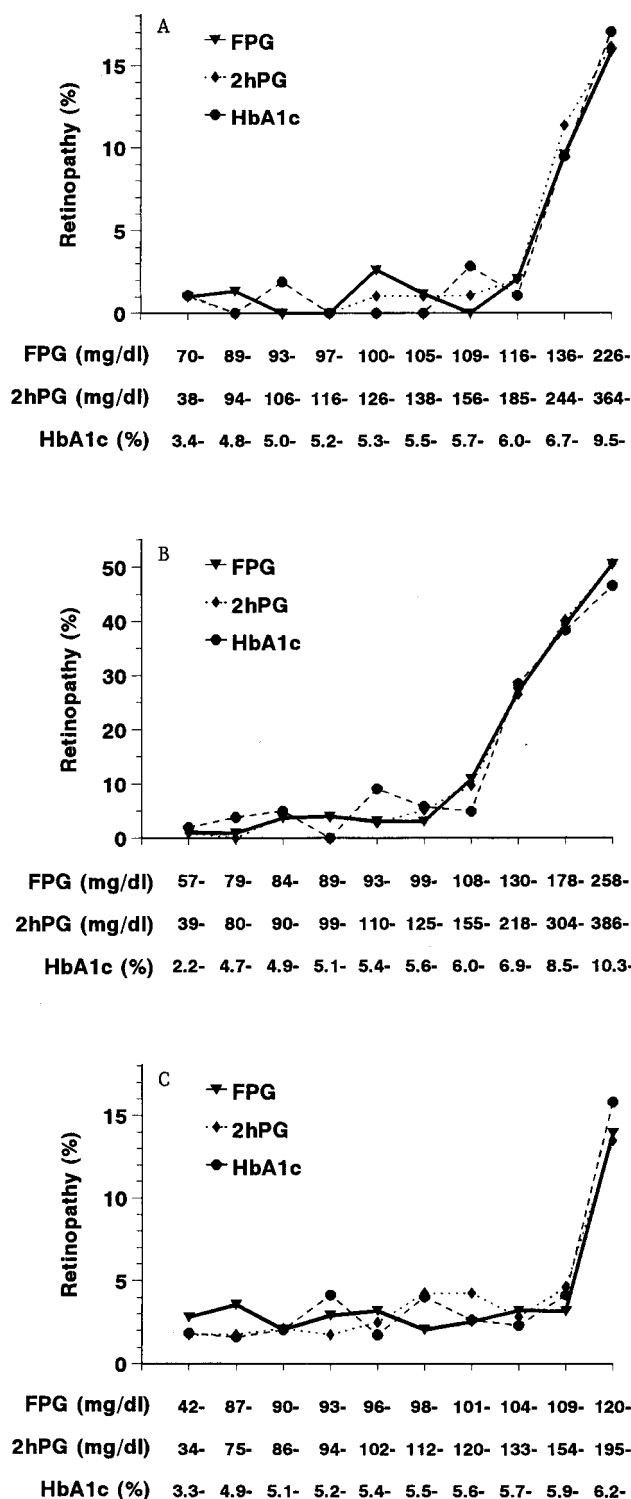 A
FPG
2hPG
HbA1c
Retinopathy (%)
15
10
5
0
FPG (mg/dl) 70- 89- 93- 97- 100- 105- 109- 116- 136- 226-
2hPG (mg/dl) 38- 94- 106- 116- 126- 138- 156- 185- 244- 364-
HbA1c (%) 3.4- 4.8- 5.0- 5.2- 5.3- 5.5- 5.7- 6.0- 6.7- 9.5-
B
FPG
2hPG
HbA1c
Retinopathy (%)
50
40
30
20
10
0
FPG (mg/dl) 57- 79- 84- 89- 93- 99- 108- 130- 178- 258-
2hPG (mg/dl) 39- 80- 90- 99- 110- 125- 155- 218- 304- 386-
HbA1c (%) 2.2- 4.7- 4.9- 5.1- 5.4- 5.6- 6.0- 6.9- 8.5- 10.3-
C
FPG
2hPG
HbA1c
Retinopathy (%)
15
10
5
0
FPG (mg/dl) 42- 87- 90- 93- 96- 98- 101- 104- 109- 120-
2hPG (mg/dl) 34- 75- 86- 94- 102- 112- 120- 133- 154- 195-
HbA1c (%) 3.3- 4.9- 5.1- 5.2- 5.4- 5.5- 5.6- 5.7- 5.9- 6.2-